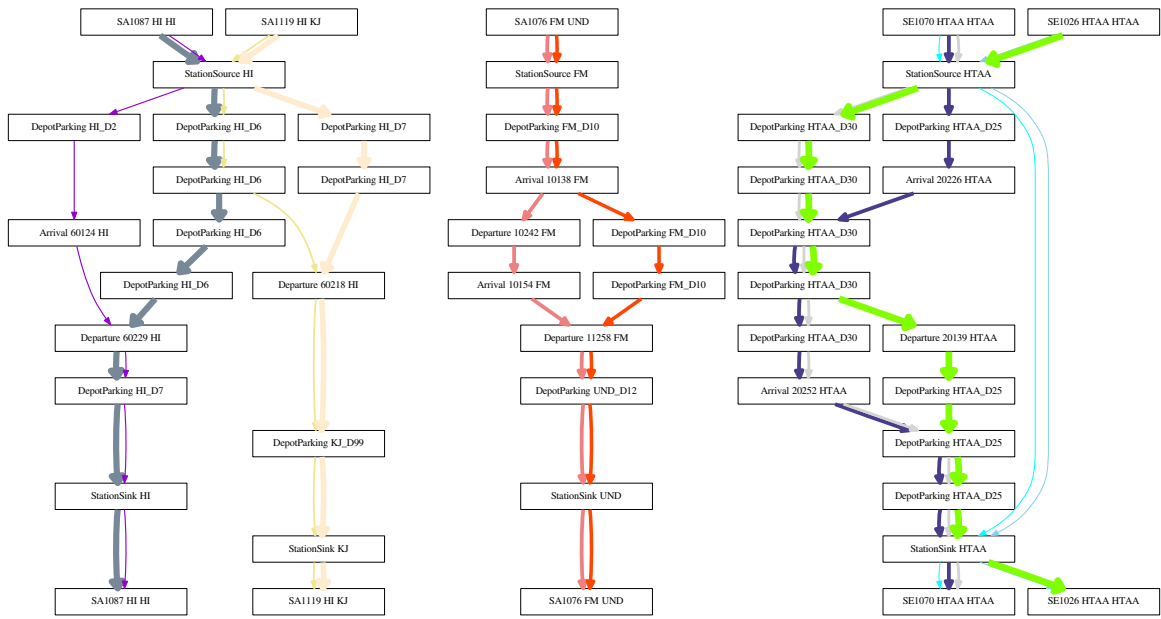 SA1087 HI HI
SA1119 HI KJ
SA1076 FM UND
SE1070 HTAA HTAA
SE1026 HTAA HTAA
StationSource HI
StationSource FM
StationSource HTAA
DepotParking HI_D2
DepotParking HI_D6
DepotParking HI_D7
DepotParking FM_D10
DepotParking HTAA_D30
DepotParking HTAA_D25
DepotParking HI_D6
DepotParking HI_D7
Arrival 10138 FM
DepotParking HTAA_D30
Arrival 20226 HTAA
Arrival 60124 HI
DepotParking HI_D6
Departure 10242 FM
DepotParking FM_D10
DepotParking HTAA_D30
DepotParking HI_D6
Departure 60218 HI
Arrival 10154 FM
DepotParking FM_D10
DepotParking HTAA_D30
Departure 60229 HI
Departure 11258 FM
DepotParking HTAA_D30
Departure 20139 HTAA
DepotParking HI_D7
DepotParking UND_D12
Arrival 20252 HTAA
DepotParking HTAA_D25
DepotParking KJ_D99
DepotParking HTAA_D25
StationSink HI
StationSink UND
DepotParking HTAA_D25
StationSink KJ
StationSink HTAA
SA1087 HI HI
SA1119 HI KJ
SA1076 FM UND
SE1070 HTAA HTAA
SE1026 HTAA HTAA